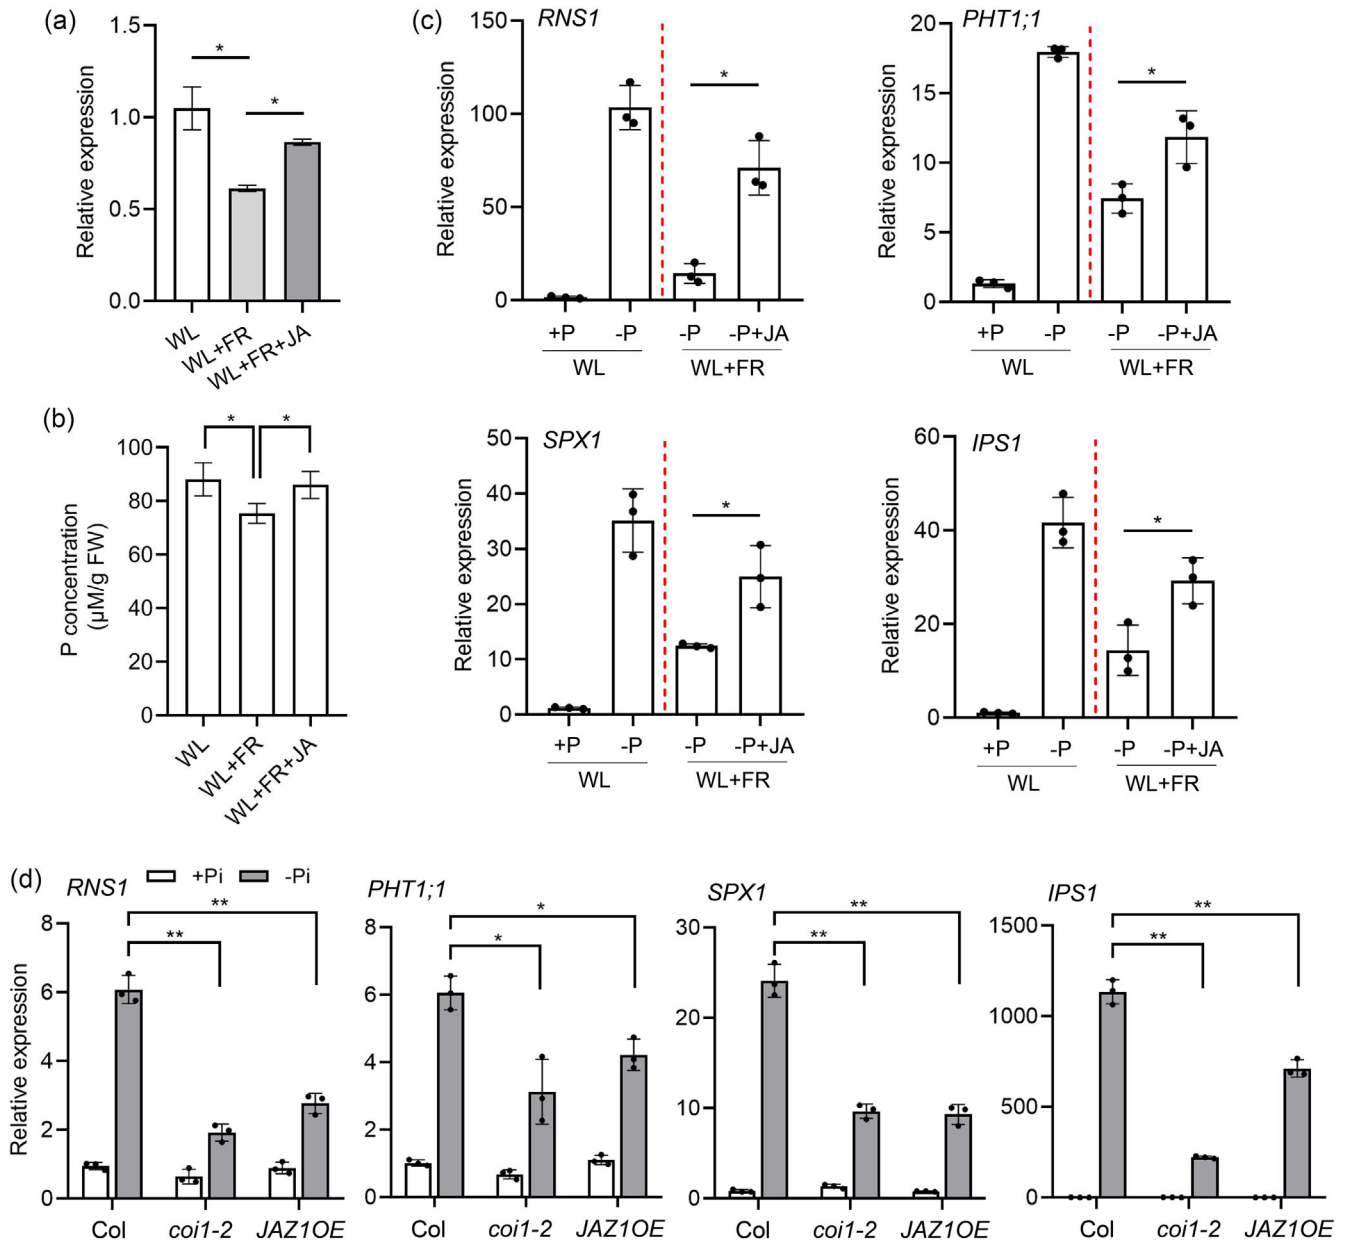 (a)
1.5
1.0
0.5
0.0
Relative expression
*
*
WL
WL+FR
WL+FR+JA
(b)
100
80
60
40
20
0
P concentration
(μM/g FW)
*
*
WL
WL+FR
WL+FR+JA
(c)
RNS1
150
100
50
0
Relative expression
*
+P
-P
-P
-P+JA
WL
WL+FR
PHT1;1
20
15
10
5
0
Relative expression
*
+P
-P
-P
-P+JA
WL
WL+FR
SPX1
50
40
30
20
10
0
Relative expression
*
+P
-P
-P
-P+JA
WL
WL+FR
IPS1
60
40
20
0
Relative expression
*
+P
-P
-P
-P+JA
WL
WL+FR
(d)
RNS1
+Pi
-Pi
8
6
4
2
0
Relative expression
**
**
Col
coi1-2
JAZ1OE
PHT1;1
8
6
4
2
0
*
*
Col
coi1-2
JAZ1OE
SPX1
30
20
10
0
**
**
Col
coi1-2
JAZ1OE
IPS1
1500
1000
500
0
**
**
Col
coi1-2
JAZ1OE